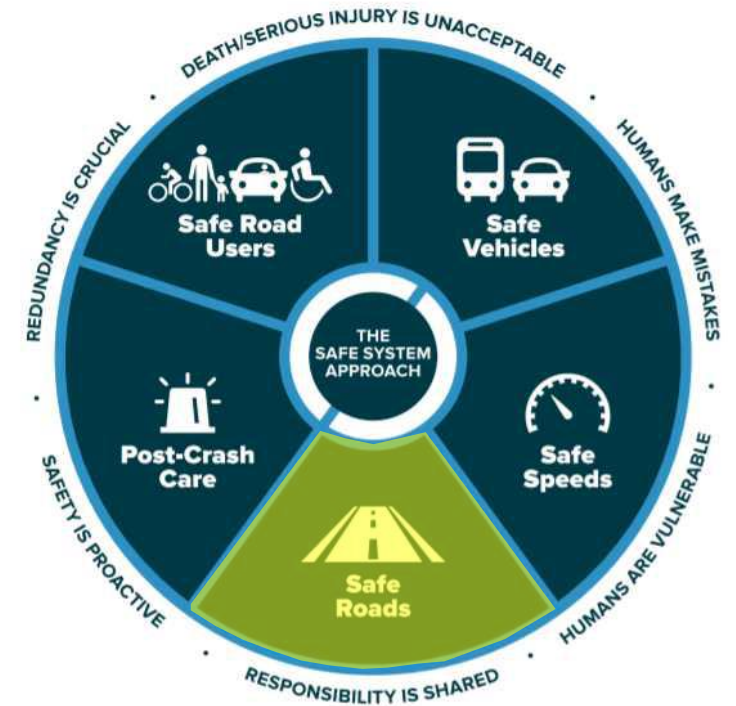 DEATH/SERIOUS INJURY IS UNACCEPTABLE
HUMANS MAKE MISTAKES
HUMANS ARE VULNERABLE
RESPONSIBILITY IS SHARED
SAFETY IS PROACTIVE
REDUNDANCY IS CRUCIAL
Safe Road
Users
Safe
Vehicles
THE
SAFE SYSTEM
APPROACH
Post-Crash
Care
Safe
Speeds
Safe
Roads